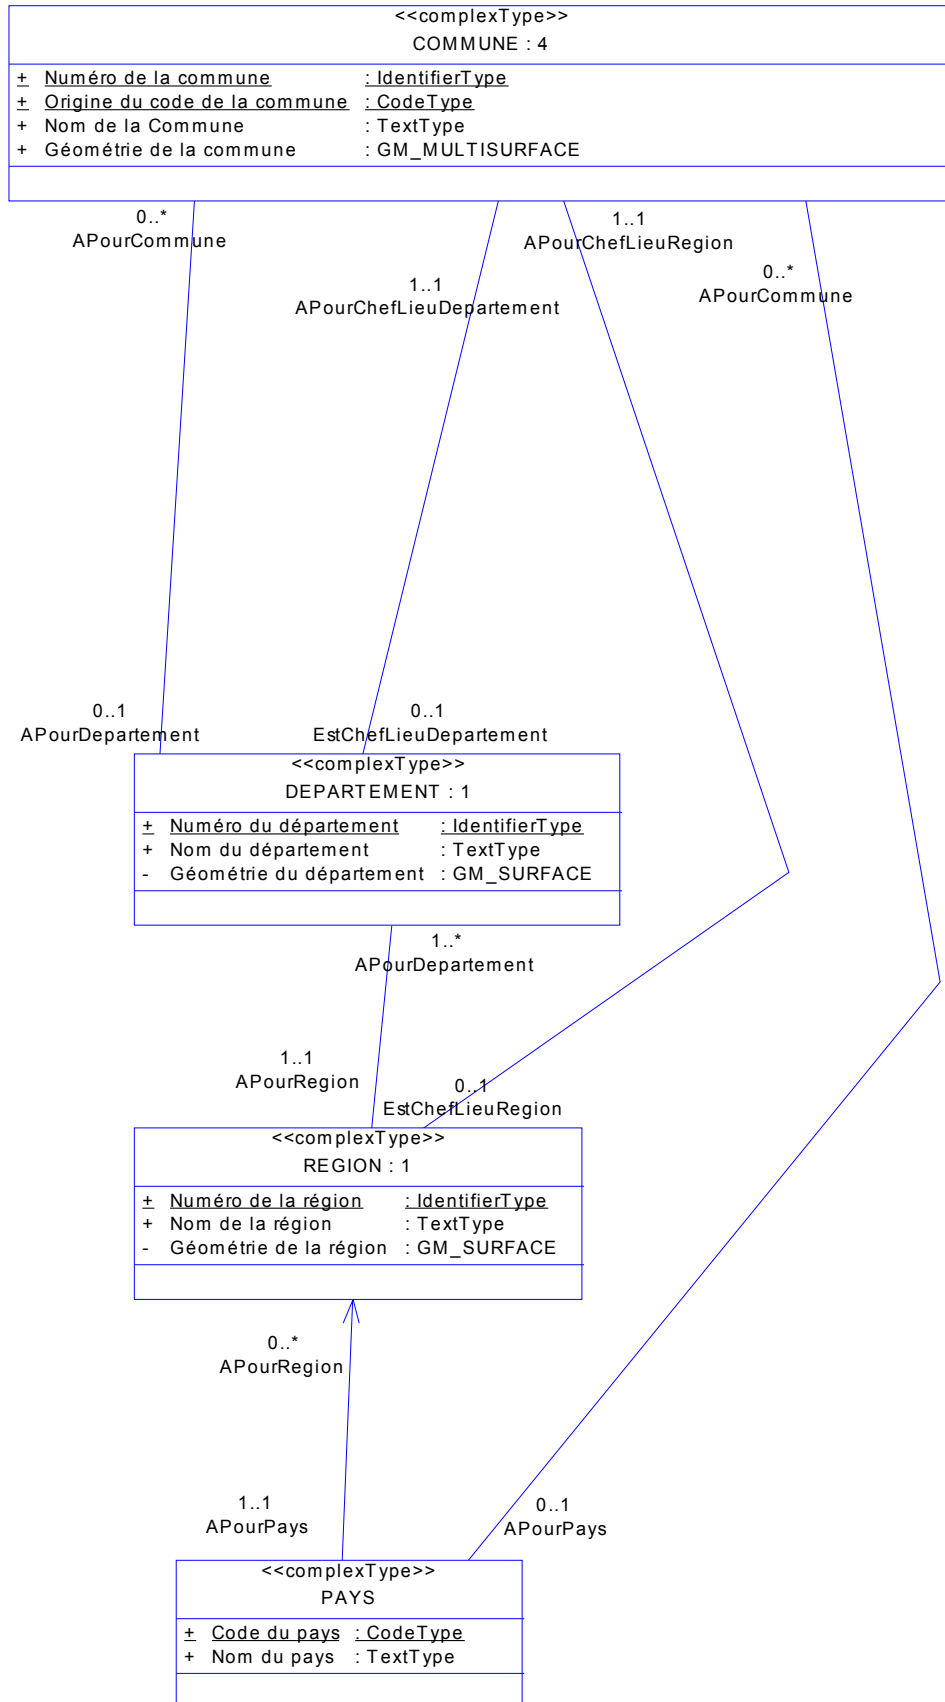 <<complexType>>
COMMUNE : 4
+ Numéro de la commune : IdentifierType
+ Origine du code de la commune : CodeType
+ Nom de la Commune : TextType
+ Géométrie de la commune : GM_MULTISURFACE
0..*
APourCommune
1..1
APourChefLieuRegion
0..*
APourCommune
1..1
APourChefLieuDepartement
0..1
APourDepartement
0..1
EstChefLieuDepartement
<<complexType>>
DEPARTEMENT : 1
+ Numéro du département : IdentifierType
+ Nom du département : TextType
- Géométrie du département : GM_SURFACE
1..*
APourDepartement
1..1
APourRegion
0..1
EstChefLieuRegion
<<complexType>>
REGION : 1
+ Numéro de la région : IdentifierType
+ Nom de la région : TextType
- Géométrie de la région : GM_SURFACE
0..*
APourRegion
1..1
APourPays
0..1
APourPays
<<complexType>>
PAYS
+ Code du pays : CodeType
+ Nom du pays : TextType